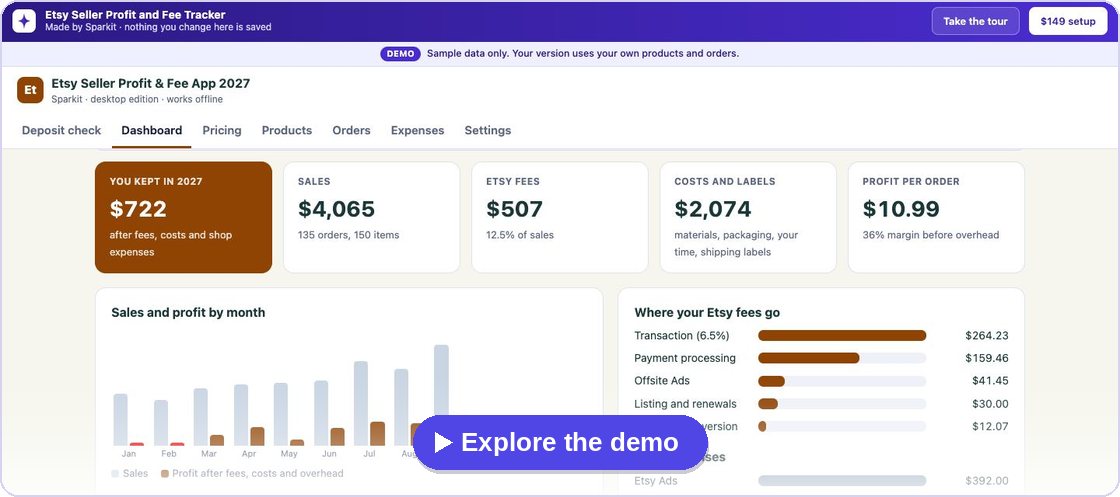 Etsy Seller Profit and Fee Tracker
Made by Sparkit · nothing you change here is saved
Take the tour
$149 setup
DEMO Sample data only. Your version uses your own products and orders.
Et
Etsy Seller Profit & Fee App 2027
Sparkit · desktop edition · works offline
Deposit check Dashboard Pricing Products Orders Expenses Settings
YOU KEPT IN 2027
$722
after fees, costs and shop
expenses
SALES
$4,065
135 orders, 150 items
ETSY FEES
$507
12.5% of sales
COSTS AND LABELS
$2,074
materials, packaging, your
time, shipping labels
PROFIT PER ORDER
$10.99
36% margin before overhead
Sales and profit by month
Jan Feb Mar Apr May Jun Jul
Sales Profit after fees, costs and overhead
Where your Etsy fees go
Transaction (6.5%) $264.23
Payment processing $159.46
Offsite Ads $41.45
Listing and renewals $30.00
$12.07
Etsy Ads $392.00
Explore the demo